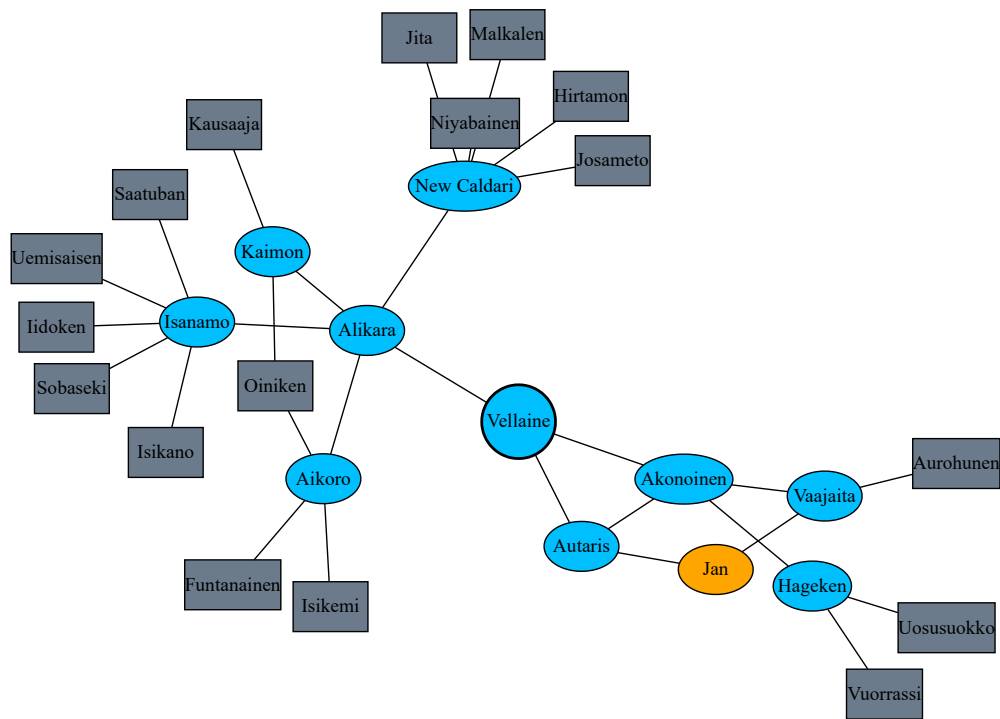 Jita
Malkalen
Hirtamon
Kausaaja
Niyabainen
Josameto
New Caldari
Saatuban
Kaimon
Uemisaisen
Isanamo
Iidoken
Alikara
Oiniken
Sobaseki
Vellaine
Isikano
Aurohunen
Aikoro
Akonoinen
Vaajaita
Autaris
Jan
Funtanainen
Hageken
Isikemi
Uosusuokko
Vuorrassi